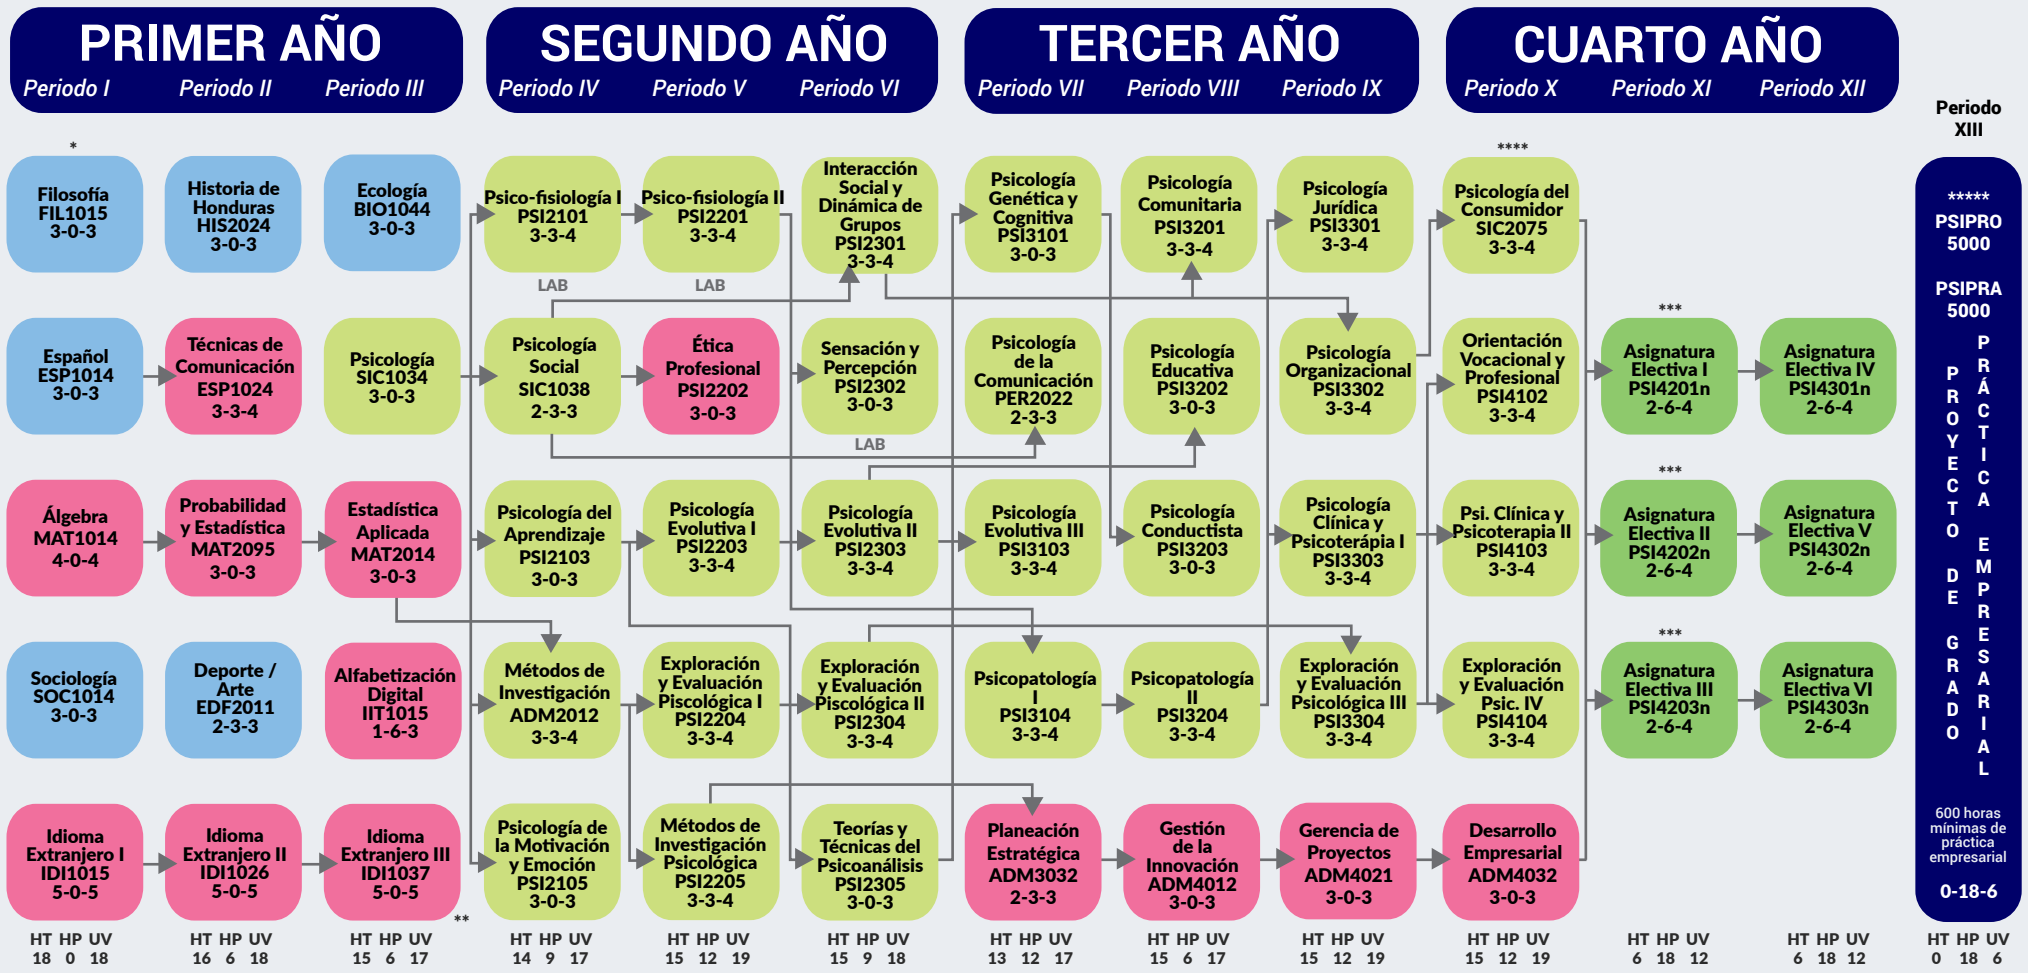 PRIMER AÑO
Periodo I
Periodo II
Periodo III
SEGUNDO AÑO
Periodo IV
Periodo V
Periodo VI
TERCER AÑO
Periodo VII
Periodo VIII
Periodo IX
CUARTO AÑO
Periodo X
Periodo XI
Periodo XII
Periodo
XIII
*
Filosofía
FIL1015
3-0-3
Historia de
Honduras
HIS2024
3-0-3
Ecología
BIO1044
3-0-3
Psico-fisiología I
PSI2101
3-3-4
Psico-fisiología II
PSI2201
3-3-4
Interacción
Social y
Dinámica de
Grupos
PSI2301
3-3-4
Psicología
Genética y
Cognitiva
PSI3101
3-0-3
Psicología
Comunitaria
PSI3201
3-3-4
Psicología
Jurídica
PSI3301
3-3-4
****
Psicología del
Consumidor
SIC2075
3-3-4
LAB
LAB
Español
ESP1014
3-0-3
Técnicas de
Comunicación
ESP1024
3-3-4
Psicología
SIC1034
3-0-3
Psicología
Social
SIC1038
2-3-3
Ética
Profesional
PSI2202
3-0-3
Sensación y
Percepción
PSI2302
3-0-3
Psicología
de la
Comunicación
PER2022
2-3-3
Psicología
Educativa
PSI3202
3-0-3
Psicología
Organizacional
PSI3302
3-3-4
Orientación
Vocacional y
Profesional
PSI4102
3-3-4
***
Asignatura
Electiva I
PSI4201n
2-6-4
Asignatura
Electiva IV
PSI4301n
2-6-4
LAB
Álgebra
MAT1014
4-0-4
Probabilidad
y Estadística
MAT2095
3-0-3
Estadística
Aplicada
MAT2014
3-0-3
Psicología del
Aprendizaje
PSI2103
3-0-3
Psicología
Evolutiva I
PSI2203
3-3-4
Psicología
Evolutiva II
PSI2303
3-3-4
Psicología
Evolutiva III
PSI3103
3-3-4
Psicología
Conductista
PSI3203
3-0-3
Psicología
Clínica y
Psicoterápia I
PSI3303
3-3-4
Psi. Clínica y
Psicoterapia II
PSI4103
3-3-4
***
Asignatura
Electiva II
PSI4202n
2-6-4
Asignatura
Electiva V
PSI4302n
2-6-4
Sociología
SOC1014
3-0-3
Deporte /
Arte
EDF2011
2-3-3
Alfabetización
Digital
IIT1015
1-6-3
Métodos de
Investigación
ADM2012
3-3-4
Exploración
y Evaluación
Piscológica I
PSI2204
3-3-4
Exploración
y Evaluación
Piscológica II
PSI2304
3-3-4
Psicopatología
I
PSI3104
3-3-4
Psicopatología
II
PSI3204
3-3-4
Exploración
y Evaluación
Psicológica III
PSI3304
3-3-4
Exploración
y Evaluación
Psic. IV
PSI4104
3-3-4
***
Asignatura
Electiva III
PSI4203n
2-6-4
Asignatura
Electiva VI
PSI4303n
2-6-4
Idioma
Extranjero I
IDI1015
5-0-5
Idioma
Extranjero II
IDI1026
5-0-5
Idioma
Extranjero III
IDI1037
5-0-5
**
Psicología de
la Motivación
y Emoción
PSI2105
3-0-3
Métodos de
Investigación
Psicológica
PSI2205
3-3-4
Teorías y
Técnicas del
Psicoanálisis
PSI2305
3-0-3
Planeación
Estratégica
ADM3032
2-3-3
Gestión
de la
Innovación
ADM4012
3-0-3
Gerencia de
Proyectos
ADM4021
3-0-3
Desarrollo
Empresarial
ADM4032
3-0-3
*****
PSIPRO
5000
PSIPRA
5000
PROYECTO DE GRADO
PRÁCTICA EMPRESARIAL
600 horas
mínimas de
práctica
empresarial
0-18-6
HT HP UV
18 0 18
HT HP UV
16 6 18
HT HP UV
15 6 17
HT HP UV
14 9 17
HT HP UV
15 12 19
HT HP UV
15 9 18
HT HP UV
13 12 17
HT HP UV
15 6 17
HT HP UV
15 12 19
HT HP UV
15 12 19
HT HP UV
6 18 12
HT HP UV
6 18 12
HT HP UV
0 18 6